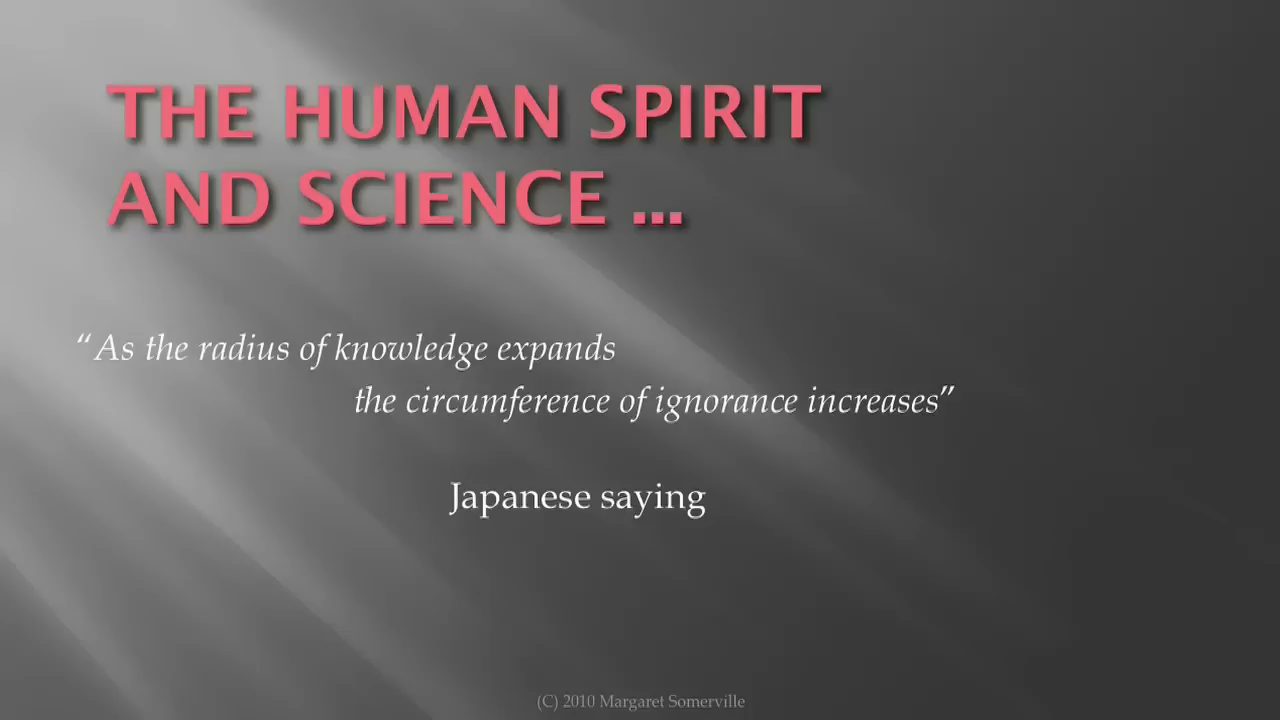 THE HUMAN SPIRIT
AND SCIENCE ...
“As the radius of knowledge expands
the circumference of ignorance increases”
Japanese saying
(C) 2010 Margaret Somerville